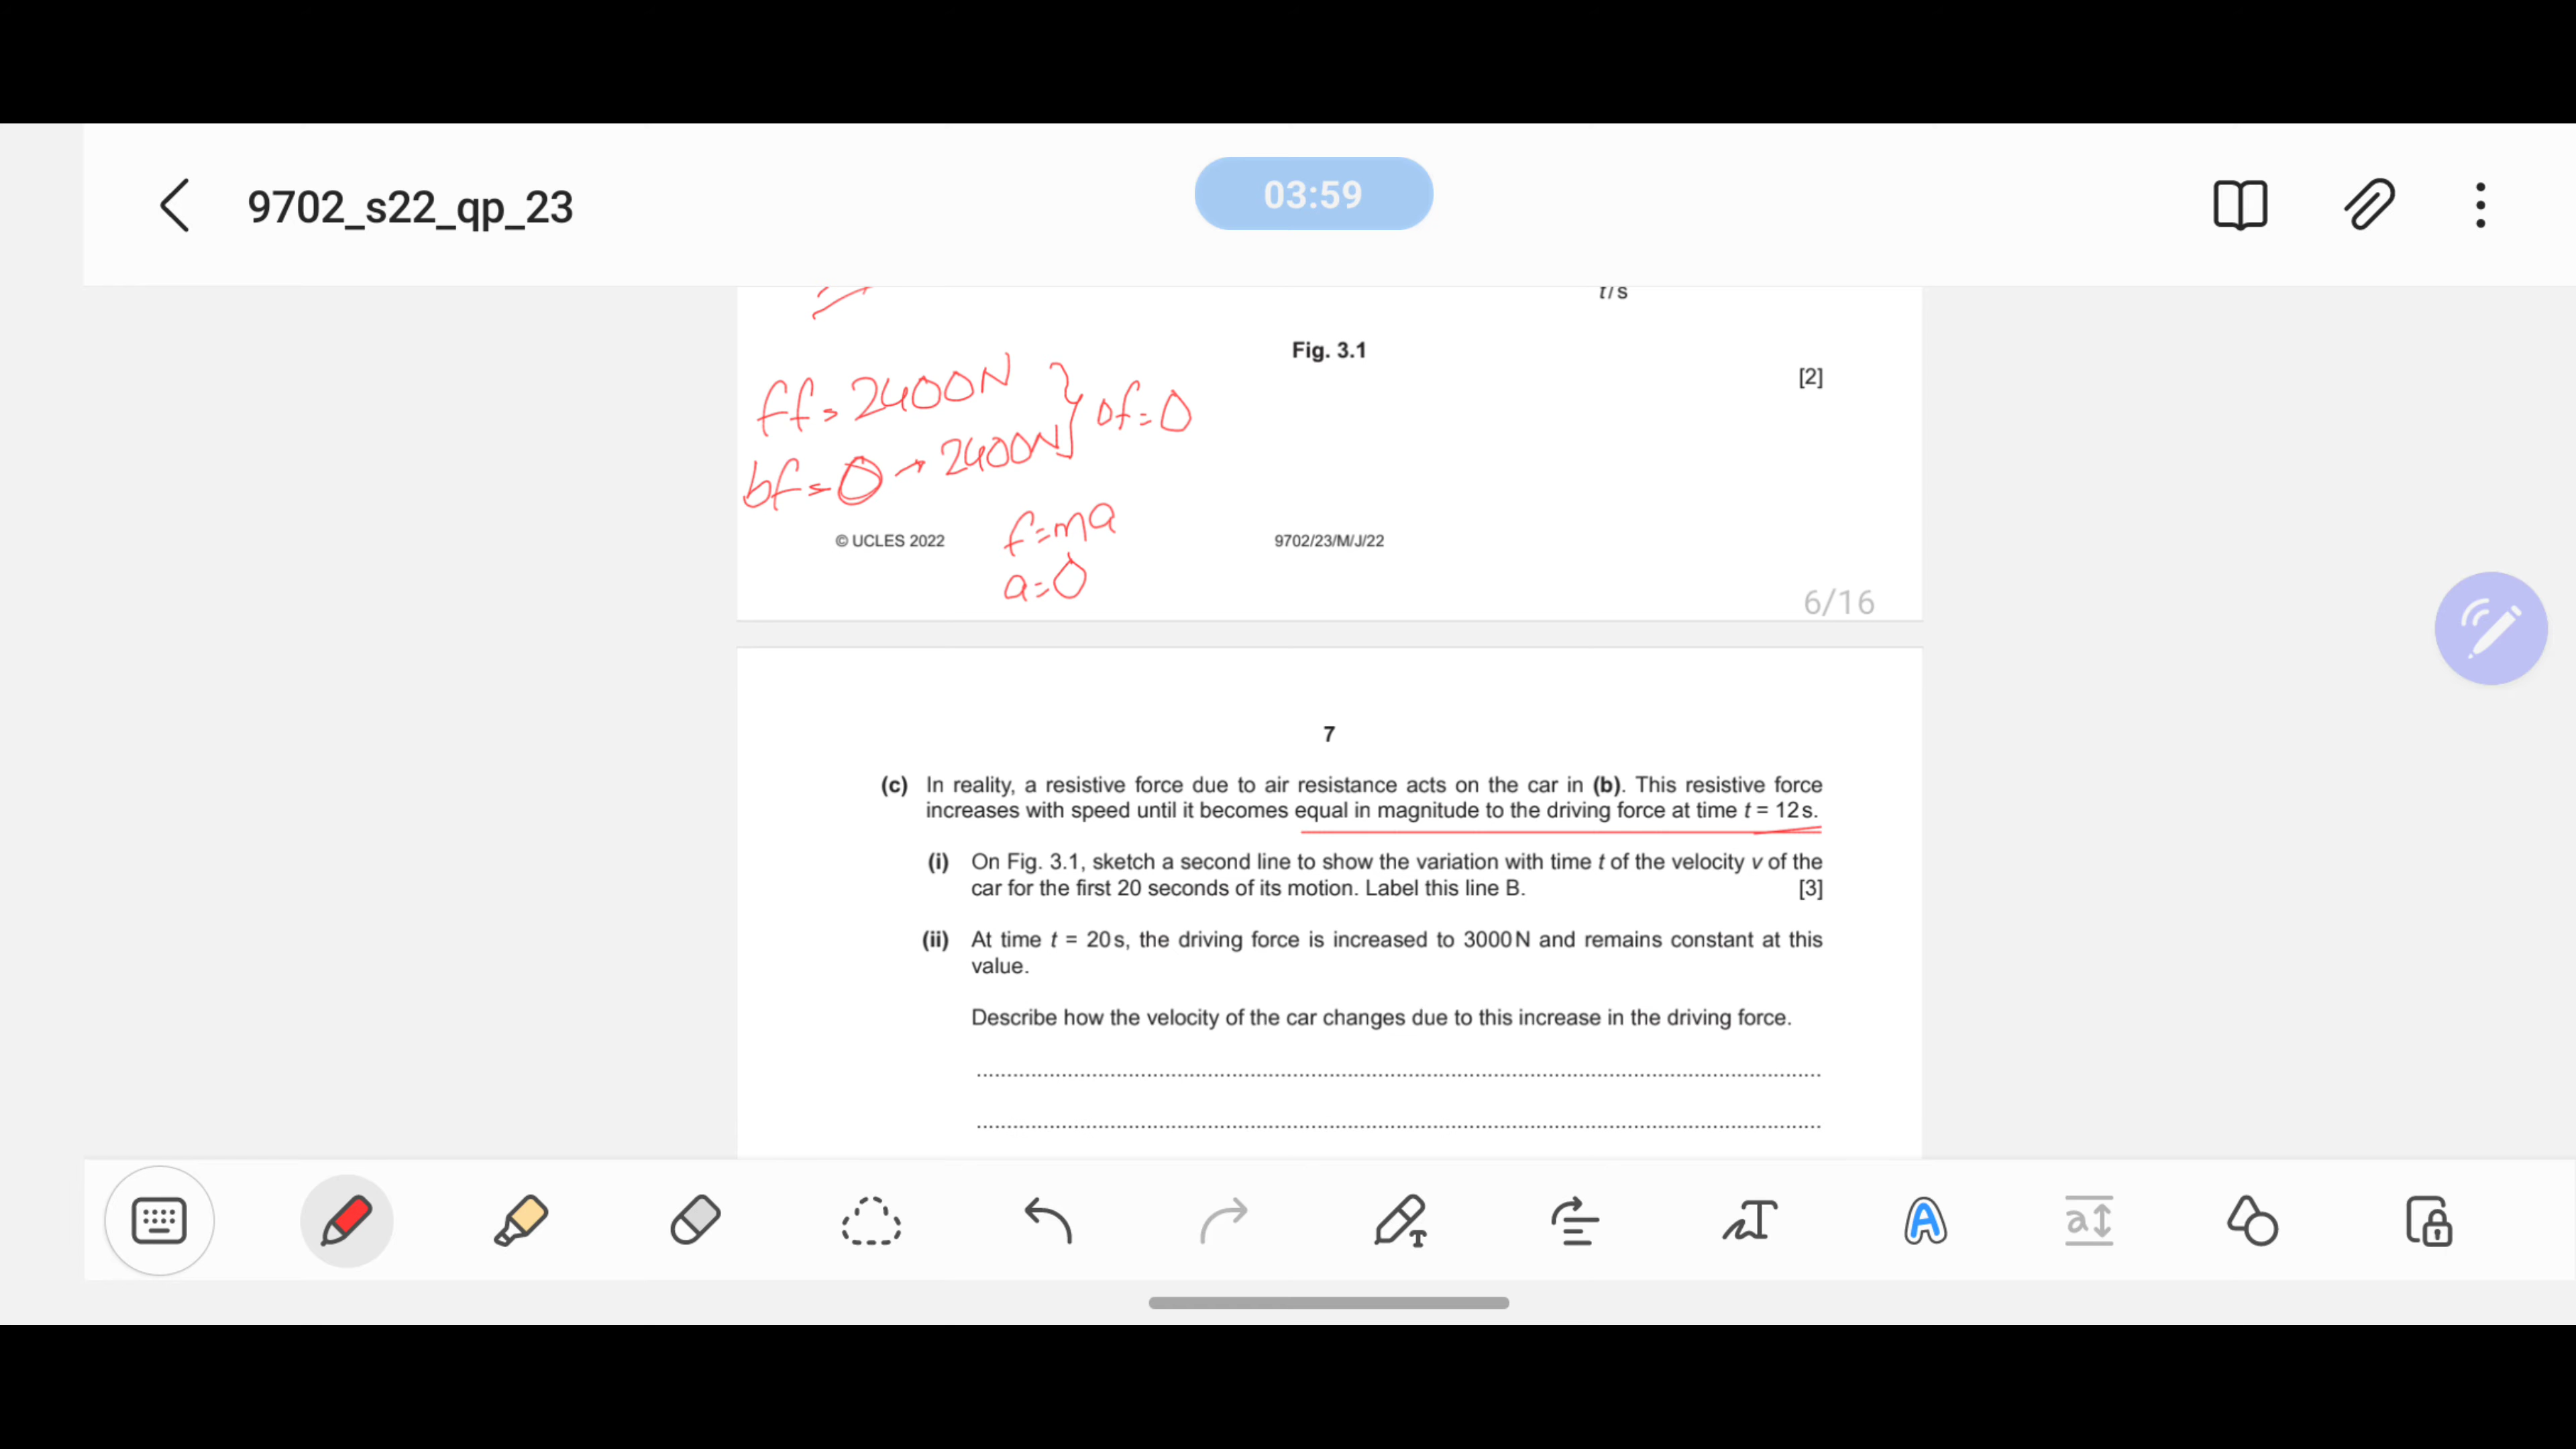 9702_s22_qp_23
03:59
t/s
Fig. 3.1
[2]
ff = 2400N
bf = 0 → 2400N } of = 0
f = ma
a = 0
© UCLES 2022
9702/23/M/J/22
6/16
7
(c) In reality, a resistive force due to air resistance acts on the car in (b). This resistive force
increases with speed until it becomes equal in magnitude to the driving force at time t = 12 s.
(i) On Fig. 3.1, sketch a second line to show the variation with time t of the velocity v of the
car for the first 20 seconds of its motion. Label this line B. [3]
(ii) At time t = 20 s, the driving force is increased to 3000 N and remains constant at this
value.
Describe how the velocity of the car changes due to this increase in the driving force.